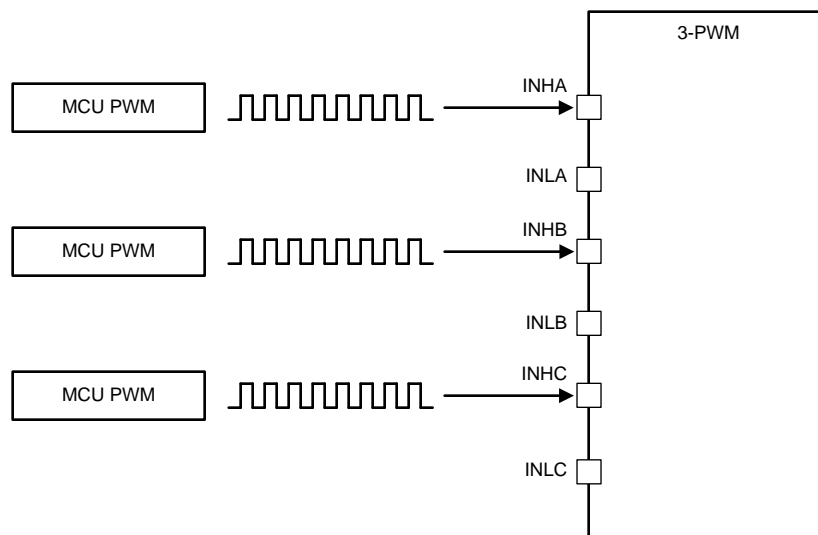 3-PWM
INHA
MCU PWM
INLA
INHB
MCU PWM
INLB
INHC
MCU PWM
INLC